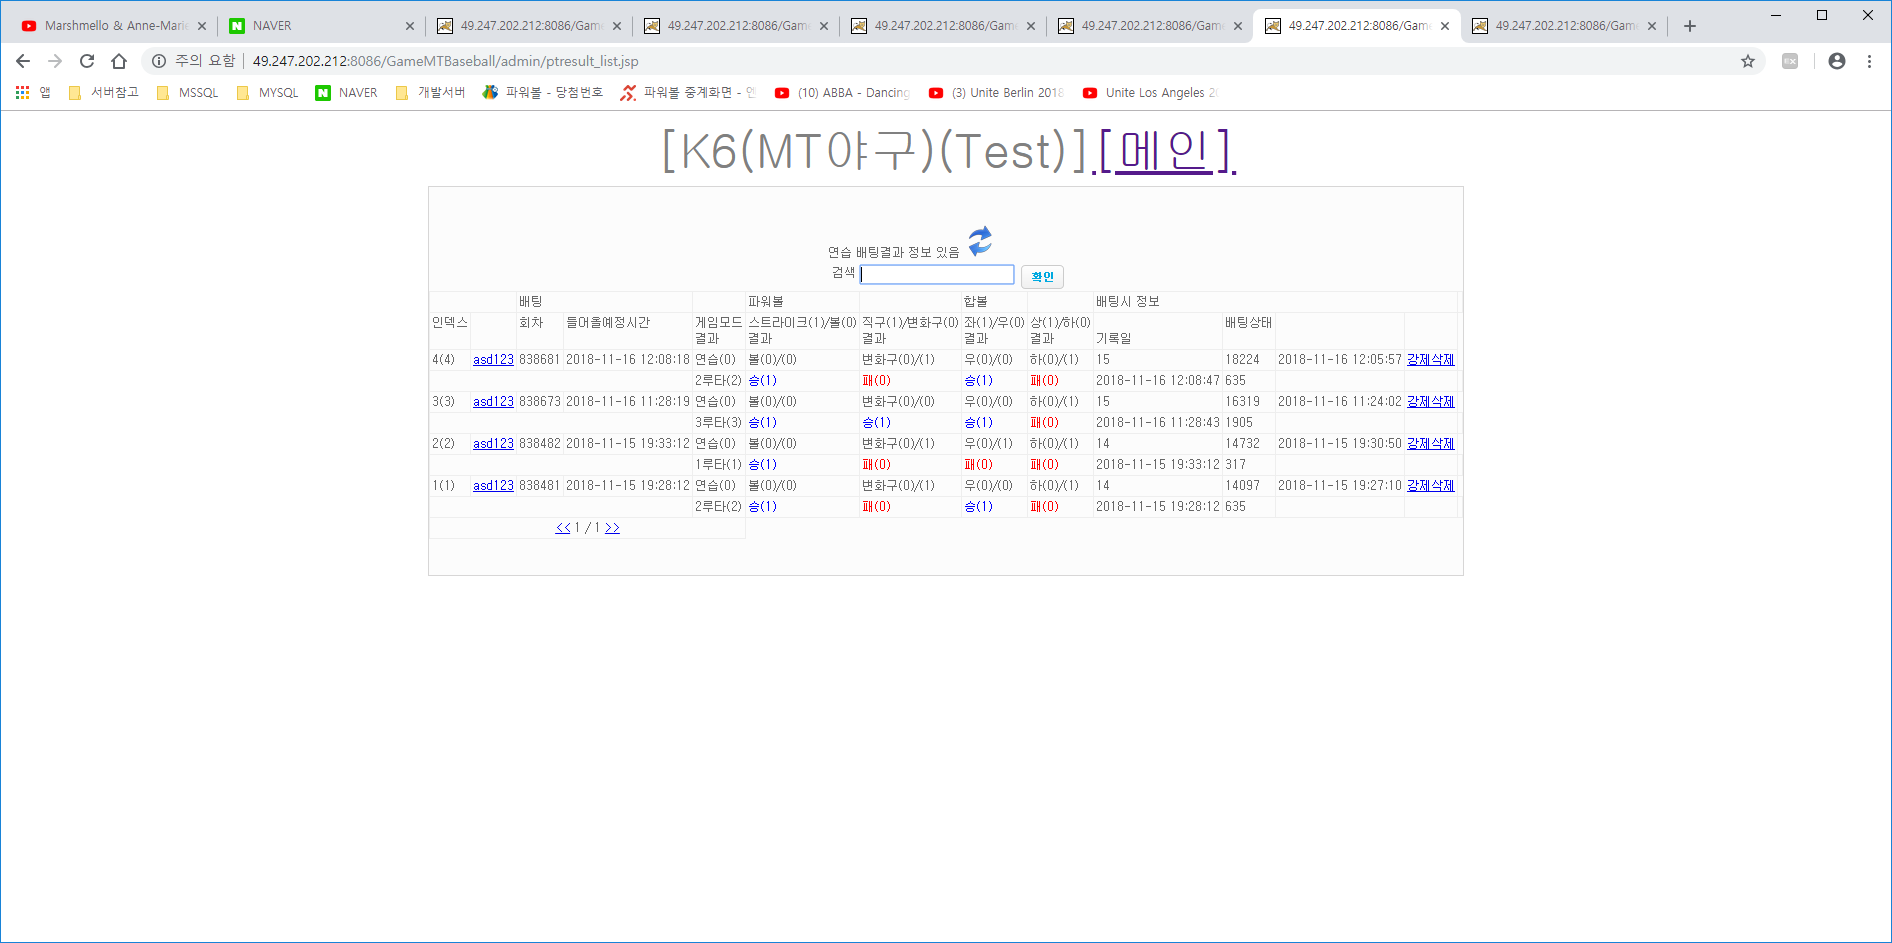 Marshmello & Anne-Marie
NAVER
49.247.202.212:8086/Gam
49.247.202.212:8086/Gam
49.247.202.212:8086/Gam
49.247.202.212:8086/Gam
49.247.202.212:8086/Gam
49.247.202.212:8086/Gam
주의 요함 49.247.202.212:8086/GameMTBaseball/admin/ptresult_list.jsp
앱 서버참고 MSSQL MYSQL NAVER 개발서버 파워볼 - 당첨번호 파워볼 중계화면 - (10) ABBA - Dancing (3) Unite Berlin 2018 Unite Los Angeles
[K6(MT야구)(Test)] [메인]
연습 배팅결과 정보 있음
검색 확인
배팅 파워볼 합볼 배팅시 정보
인덱스 회차 들어올예정시간 게임모드 스트라이크(1)/볼(0) 직구(1)/변화구(0) 좌(1)/우(0) 상(1)/하(0) 배팅상태
결과 결과 결과 결과 결과 기록일
4(4) asd123 838681 2018-11-16 12:08:18 연습(0) 볼(0)/(0) 변화구(0)/(1) 우(0)/(0) 하(0)/(1) 15 18224 2018-11-16 12:05:57 강제삭제
2루타(2) 승(1) 패(0) 승(1) 패(0) 2018-11-16 12:08:47 635
3(3) asd123 838673 2018-11-16 11:28:19 연습(0) 볼(0)/(0) 변화구(0)/(0) 우(0)/(0) 하(0)/(1) 15 16319 2018-11-16 11:24:02 강제삭제
3루타(3) 승(1) 승(1) 승(1) 패(0) 2018-11-16 11:28:43 1905
2(2) asd123 838482 2018-11-15 19:33:12 연습(0) 볼(0)/(0) 변화구(0)/(1) 우(0)/(1) 하(0)/(1) 14 14732 2018-11-15 19:30:50 강제삭제
1루타(1) 승(1) 패(0) 패(0) 패(0) 2018-11-15 19:33:12 317
1(1) asd123 838481 2018-11-15 19:28:12 연습(0) 볼(0)/(0) 변화구(0)/(1) 우(0)/(0) 하(0)/(1) 14 14097 2018-11-15 19:27:10 강제삭제
2루타(2) 승(1) 패(0) 승(1) 패(0) 2018-11-15 19:28:12 635
<< 1 / 1 >>